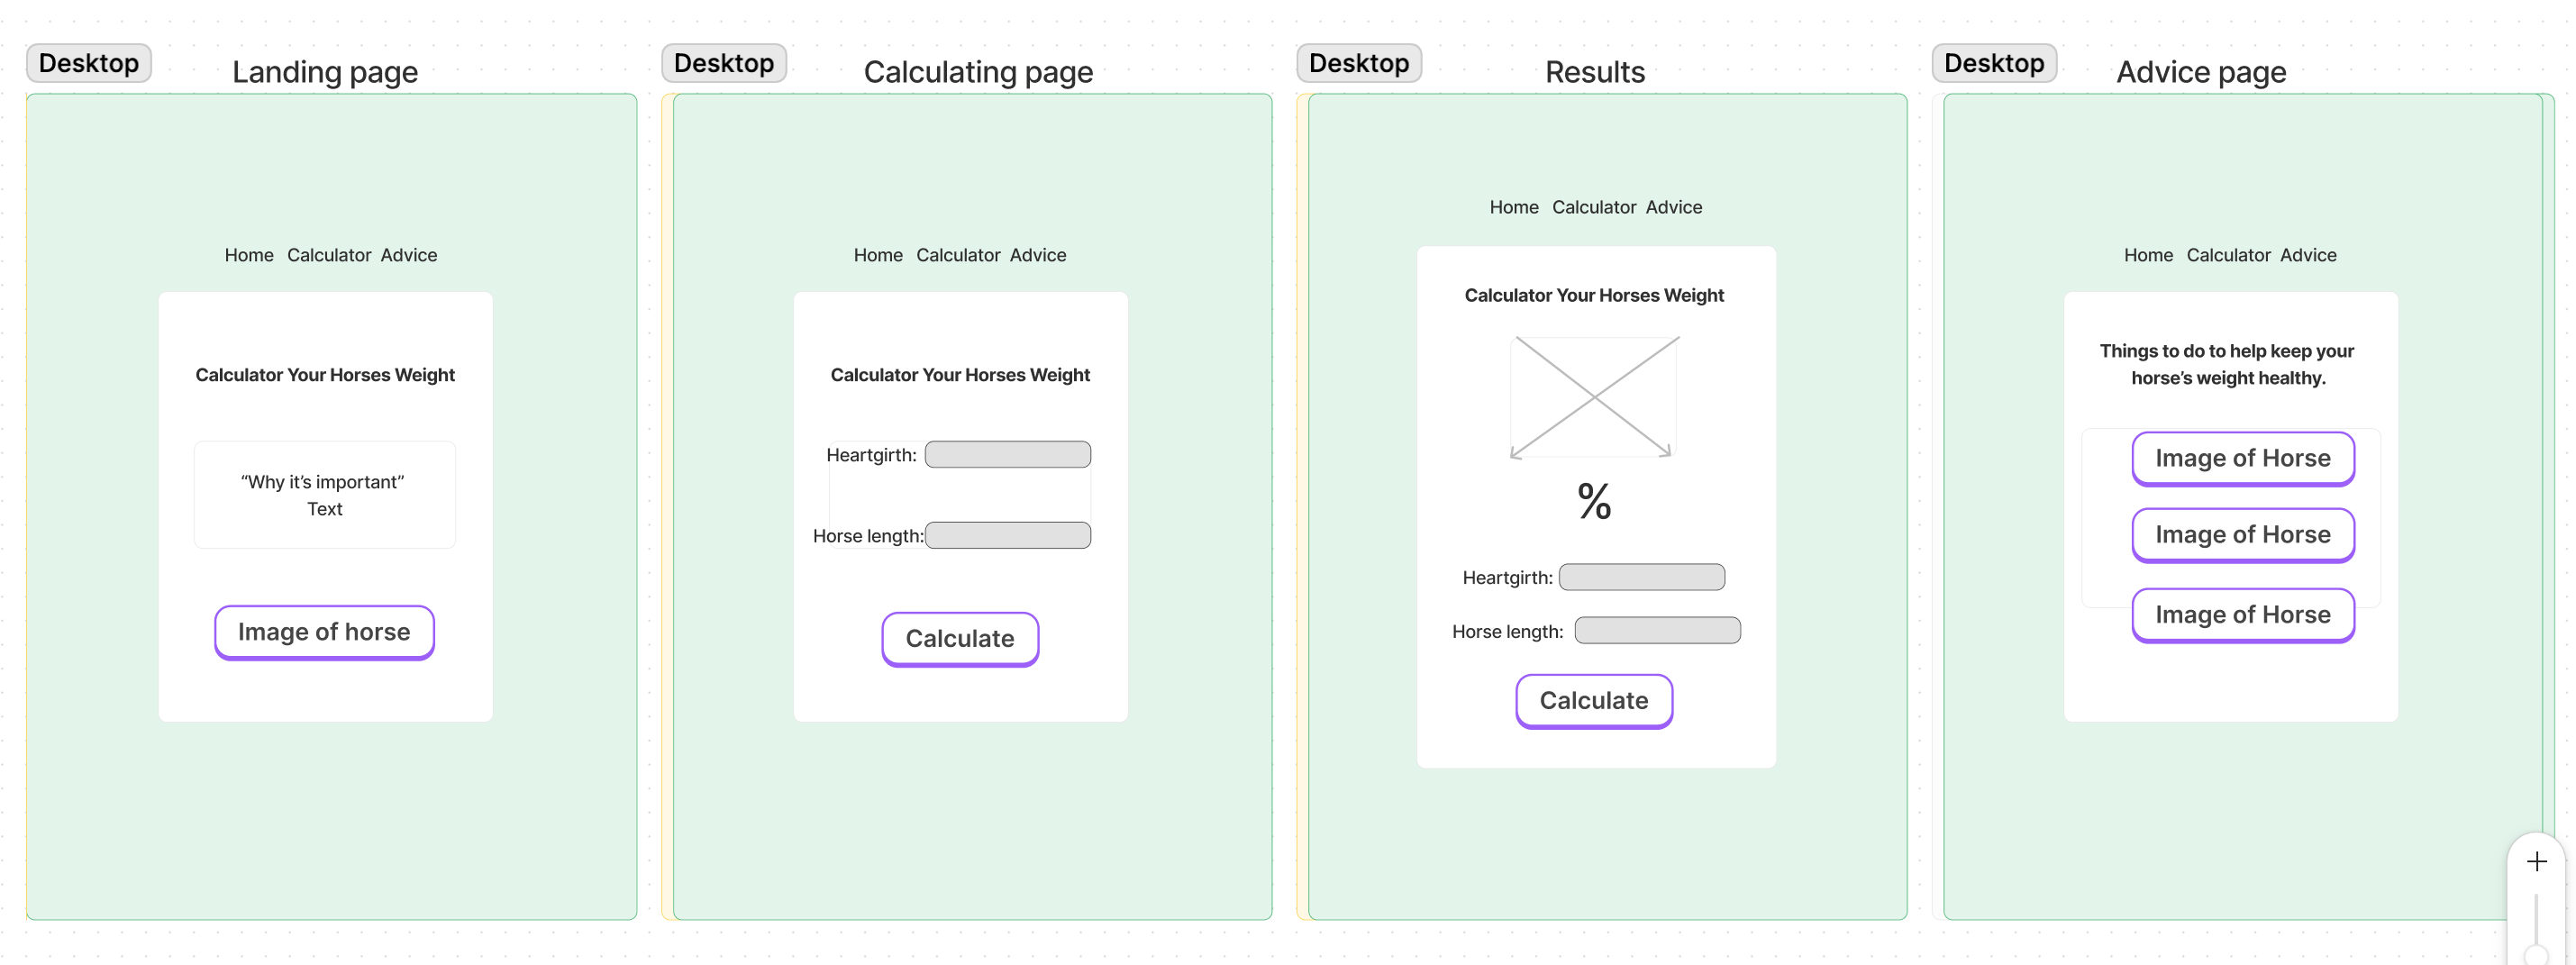 Desktop
Landing page
Home Calculator Advice
Calculator Your Horses Weight
“Why it’s important”
Text
Image of horse
Desktop
Calculating page
Home Calculator Advice
Calculator Your Horses Weight
Heartgirth:
Horse length:
Calculate
Desktop
Results
Home Calculator Advice
Calculator Your Horses Weight
%
Heartgirth:
Horse length:
Calculate
Desktop
Advice page
Home Calculator Advice
Things to do to help keep your
horse’s weight healthy.
Image of Horse
Image of Horse
Image of Horse
+